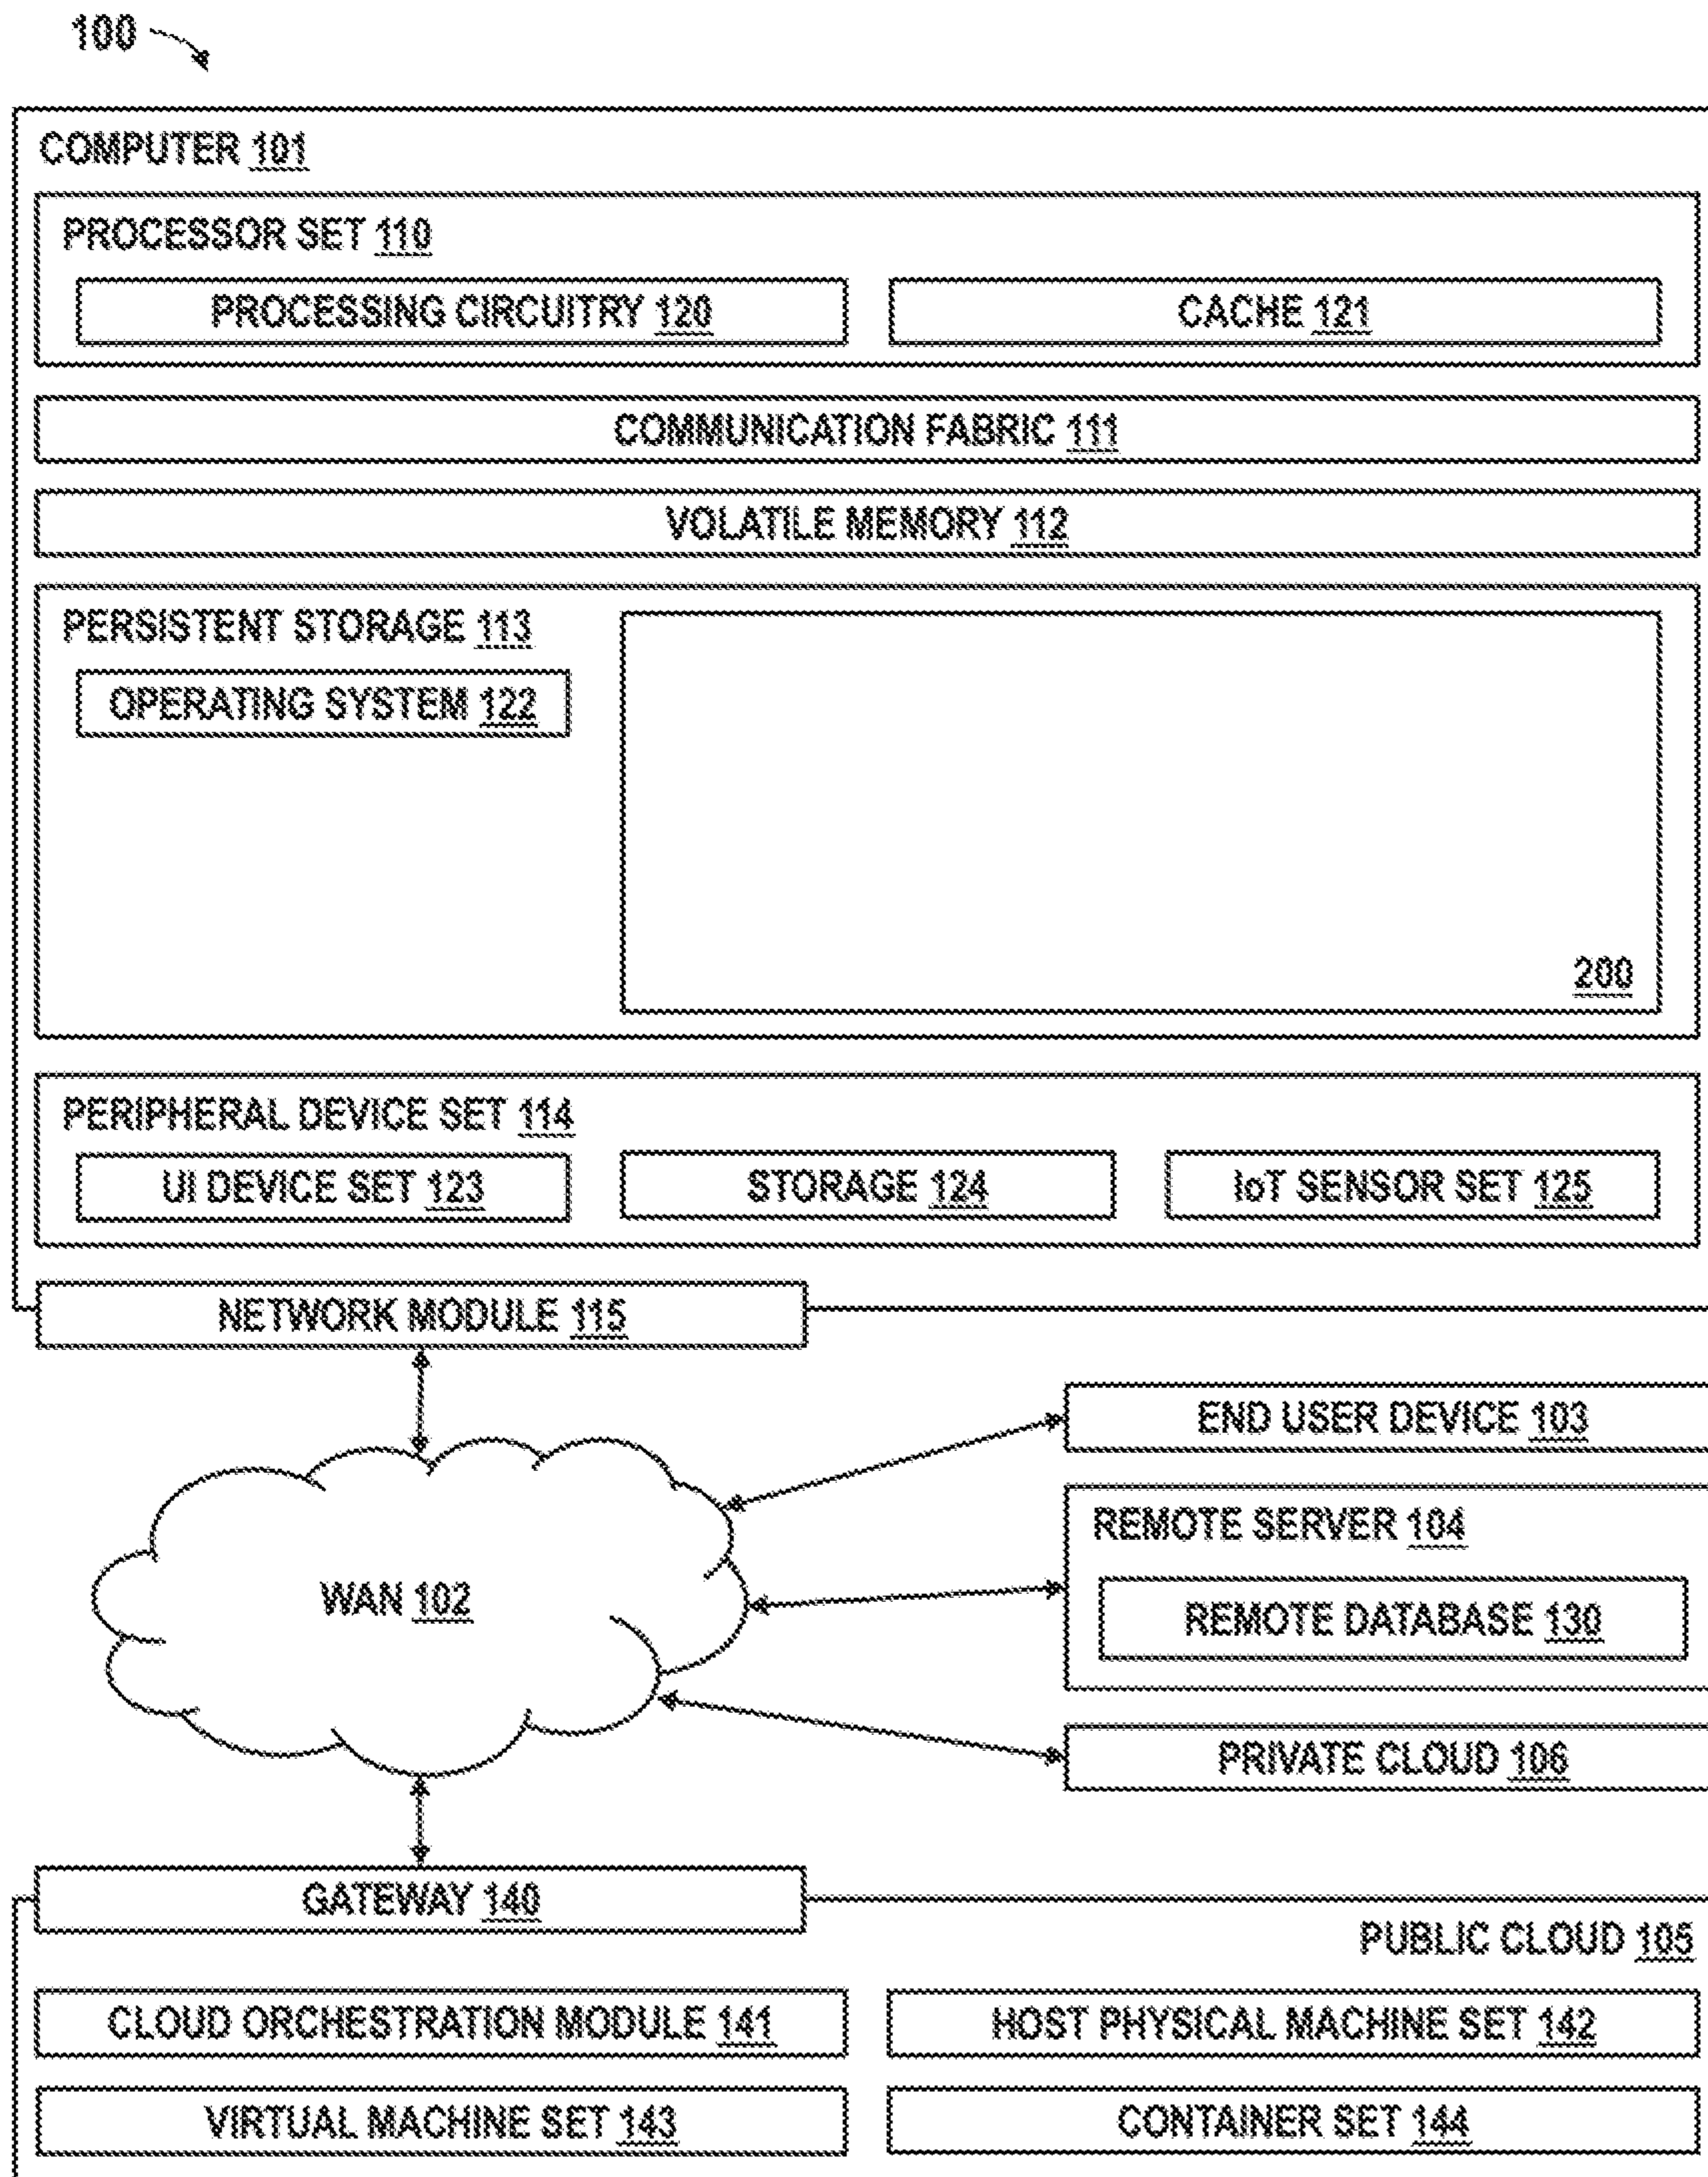 100
COMPUTER 101
PROCESSOR SET 110
PROCESSING CIRCUITRY 120
CACHE 121
COMMUNICATION FABRIC 111
VOLATILE MEMORY 112
PERSISTENT STORAGE 113
OPERATING SYSTEM 122
200
PERIPHERAL DEVICE SET 114
UI DEVICE SET 123
STORAGE 124
IoT SENSOR SET 125
NETWORK MODULE 115
END USER DEVICE 103
REMOTE SERVER 104
WAN 102
REMOTE DATABASE 130
PRIVATE CLOUD 106
GATEWAY 140
PUBLIC CLOUD 105
CLOUD ORCHESTRATION MODULE 141
HOST PHYSICAL MACHINE SET 142
VIRTUAL MACHINE SET 143
CONTAINER SET 144